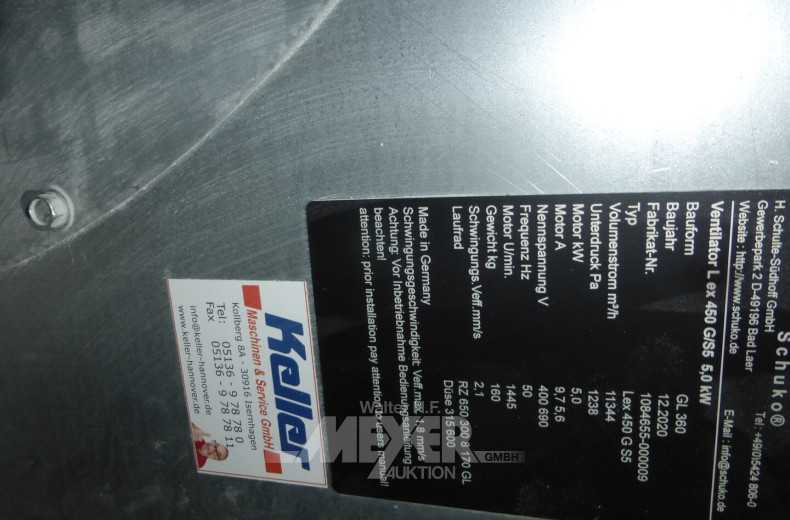 Schuko®
H. Schulte-Südhoff GmbH
Gewerbepark 2 D-49196 Bad Laer Tel.: +49/(0)5424 806-0
Website : http://www.schuko.de E-Mail : info@schuko.de
Ventilator L ex 450 G/S5 5,0 kW
Bauform GL 360
Baujahr 12.2020
Fabrikat-Nr. 1084655-000009
Typ Lex 450 G S5
Volumenstrom m³/h 11344
Unterdruck Pa 1238
Motor kW 5,0
Motor A 9,7 5,6
Nennspannung V 400 690
Frequenz Hz 50
Motor U/min. 1445
Gewicht kg 160
Schwingungs.Veff.mm/s 2,1
Laufrad RZ 650 300 B 170 GL
Düse 315 600
Made in Germany
Schwingungsgeschwindigkeit Veff.max. 1,8 mm/s
Achtung: Vor Inbetriebnahme Bedienungsanleitung
beachten!
attention: prior installation pay attention to users manual!
Keller
Maschinen & Service GmbH
Kollberg 8A - 30916 Isernhagen
Tel: 05136 - 9 78 78 0
Fax 05136 - 9 78 78 11
info@keller-hannover.de
www.keller-hannover.de
Walter H.F.
MEYER GMBH
AUKTION